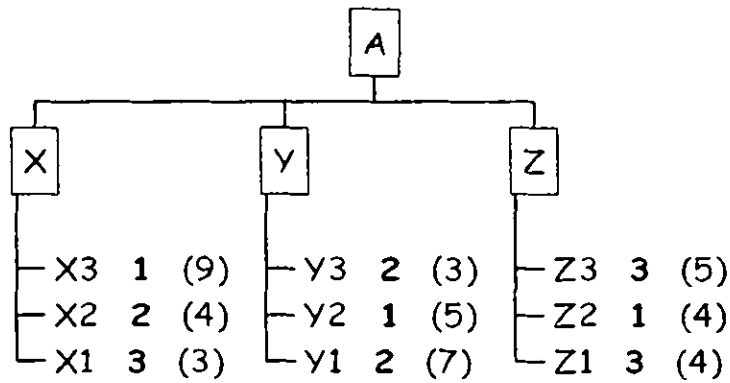 A
X Y Z
X3 1 (9) Y3 2 (3) Z3 3 (5)
X2 2 (4) Y2 1 (5) Z2 1 (4)
X1 3 (3) Y1 2 (7) Z1 3 (4)